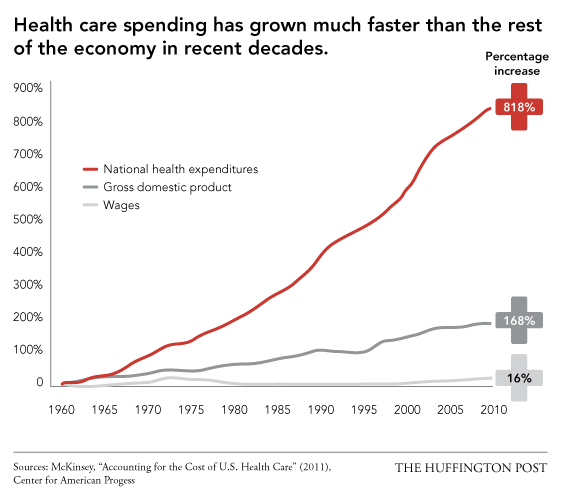 Health care spending has grown much faster than the rest
of the economy in recent decades.
Percentage
increase
900%
800%
700%
600%
500%
400%
300%
200%
100%
0
818%
168%
16%
National health expenditures
Gross domestic product
Wages
1960 1965 1970 1975 1980 1985 1990 1995 2000 2005 2010
Sources: McKinsey, “Accounting for the Cost of U.S. Health Care” (2011),
Center for American Progess
THE HUFFINGTON POST